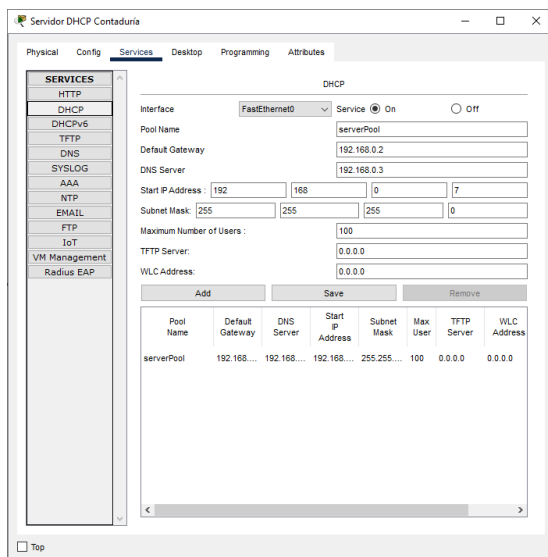 Servidor DHCP Contaduría
Physical Config Services Desktop Programming Attributes
SERVICES
HTTP
DHCP
DHCPv6
TFTP
DNS
SYSLOG
AAA
NTP
EMAIL
FTP
IoT
VM Management
Radius EAP
DHCP
Interface FastEthernet0 Service On Off
Pool Name serverPool
Default Gateway 192.168.0.2
DNS Server 192.168.0.3
Start IP Address : 192 168 0 7
Subnet Mask: 255 255 255 0
Maximum Number of Users : 100
TFTP Server: 0.0.0.0
WLC Address: 0.0.0.0
Add Save Remove
Pool Name Default Gateway DNS Server Start IP Address Subnet Mask Max User TFTP Server WLC Address
serverPool 192.168.... 192.168.... 192.168.... 255.255.... 100 0.0.0.0 0.0.0.0
Top